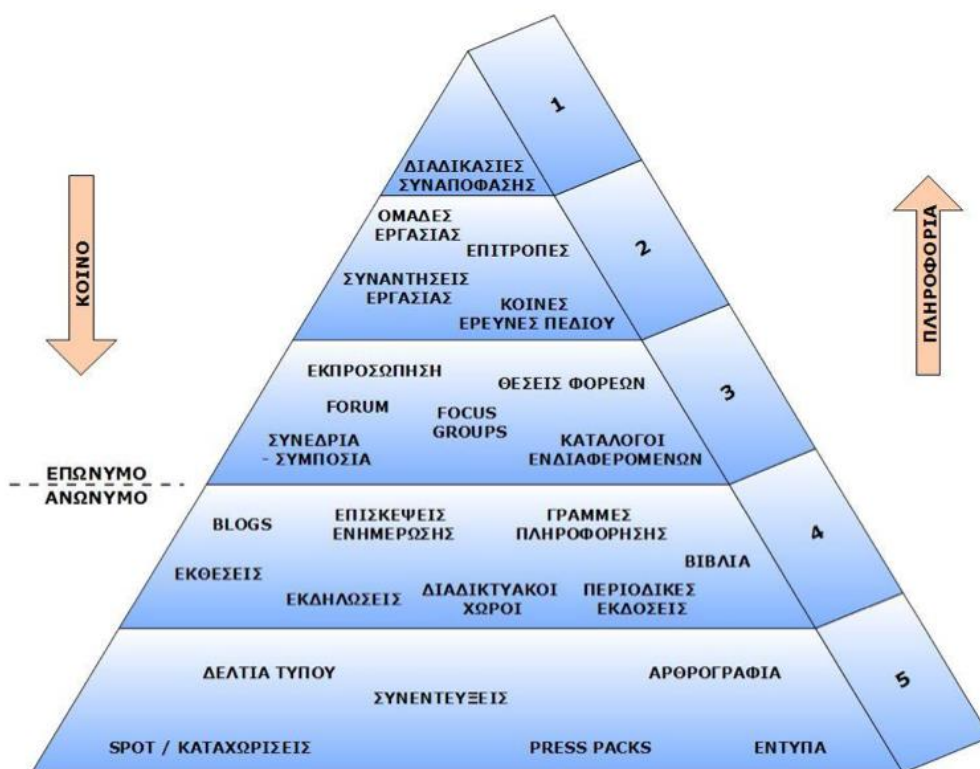 1
ΔΙΑΔΙΚΑΣΙΕΣ
ΣΥΝΑΠΟΦΑΣΗΣ
2
ΟΜΑΔΕΣ
ΕΡΓΑΣΙΑΣ
ΕΠΙΤΡΟΠΕΣ
ΣΥΝΑΝΤΗΣΕΙΣ
ΕΡΓΑΣΙΑΣ
ΚΟΙΝΕΣ
ΕΡΕΥΝΕΣ ΠΕΔΙΟΥ
ΚΟΙΝΟ
ΠΛΗΡΟΦΟΡΙΑ
3
ΕΚΠΡΟΣΩΠΗΣΗ
ΘΕΣΕΙΣ ΦΟΡΕΩΝ
FORUM
FOCUS
GROUPS
ΣΥΝΕΔΡΙΑ
- ΣΥΜΠΟΣΙΑ
ΚΑΤΑΛΟΓΟΙ
ΕΝΔΙΑΦΕΡΟΜΕΝΩΝ
ΕΠΩΝΥΜΟ
ΑΝΩΝΥΜΟ
4
BLOGS
ΕΠΙΣΚΕΨΕΙΣ
ΕΝΗΜΕΡΩΣΗΣ
ΓΡΑΜΜΕΣ
ΠΛΗΡΟΦΟΡΗΣΗΣ
ΒΙΒΛΙΑ
ΕΚΘΕΣΕΙΣ
ΕΚΔΗΛΩΣΕΙΣ
ΔΙΑΔΙΚΤΥΑΚΟΙ
ΧΩΡΟΙ
ΠΕΡΙΟΔΙΚΕΣ
ΕΚΔΟΣΕΙΣ
5
ΔΕΛΤΙΑ ΤΥΠΟΥ
ΣΥΝΕΝΤΕΥΞΕΙΣ
ΑΡΘΡΟΓΡΑΦΙΑ
SPOT / ΚΑΤΑΧΩΡΙΣΕΙΣ
PRESS PACKS
ΕΝΤΥΠΑ